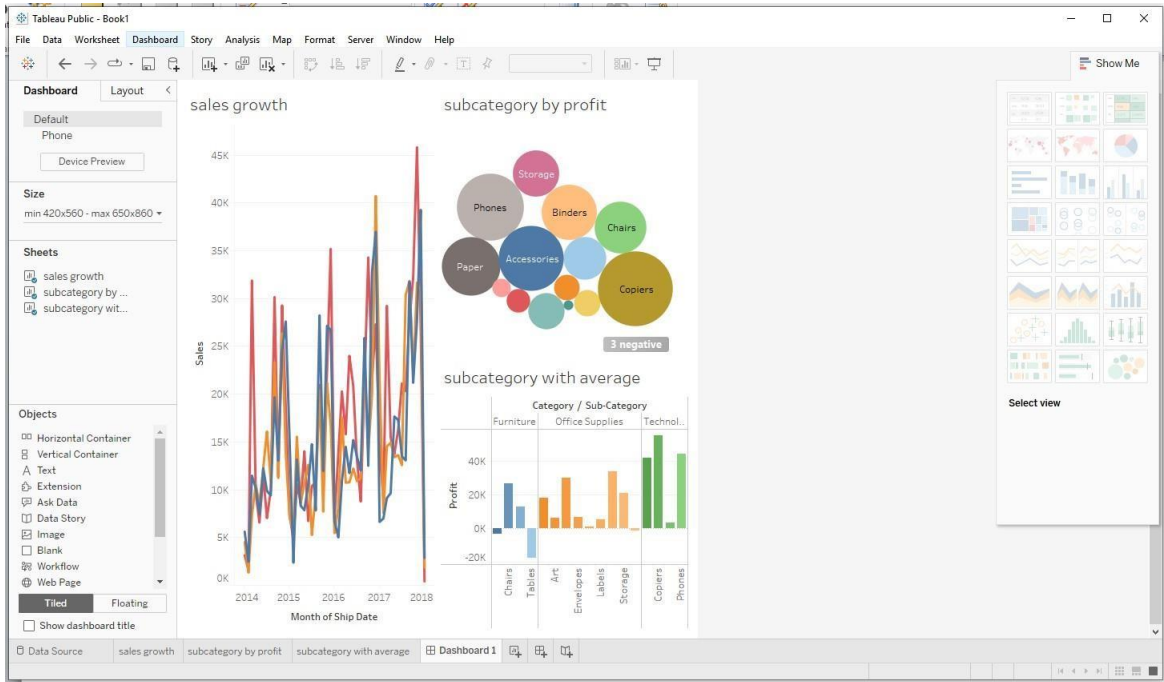 Tableau Public - Book1
File Data Worksheet Dashboard Story Analysis Map Format Server Window Help
Show Me
Dashboard Layout
Default
Phone
Device Preview
Size
min 420x560 - max 650x860
Sheets
sales growth
subcategory by ...
subcategory wit...
Objects
Horizontal Container
Vertical Container
Text
Extension
Ask Data
Data Story
Image
Blank
Workflow
Web Page
Tiled Floating
Show dashboard title
sales growth
45K
40K
35K
30K
25K
20K
15K
10K
5K
0K
Sales
2014 2015 2016 2017 2018
Month of Ship Date
subcategory by profit
Storage
Phones
Binders
Chairs
Accessories
Paper
Copiers
3 negative
subcategory with average
Category / Sub-Category
Furniture Office Supplies Technol..
40K
20K
0K
-20K
Profit
Chairs
Tables
Art
Envelopes
Labels
Storage
Copiers
Phones
Select view
Data Source sales growth subcategory by profit subcategory with average Dashboard 1